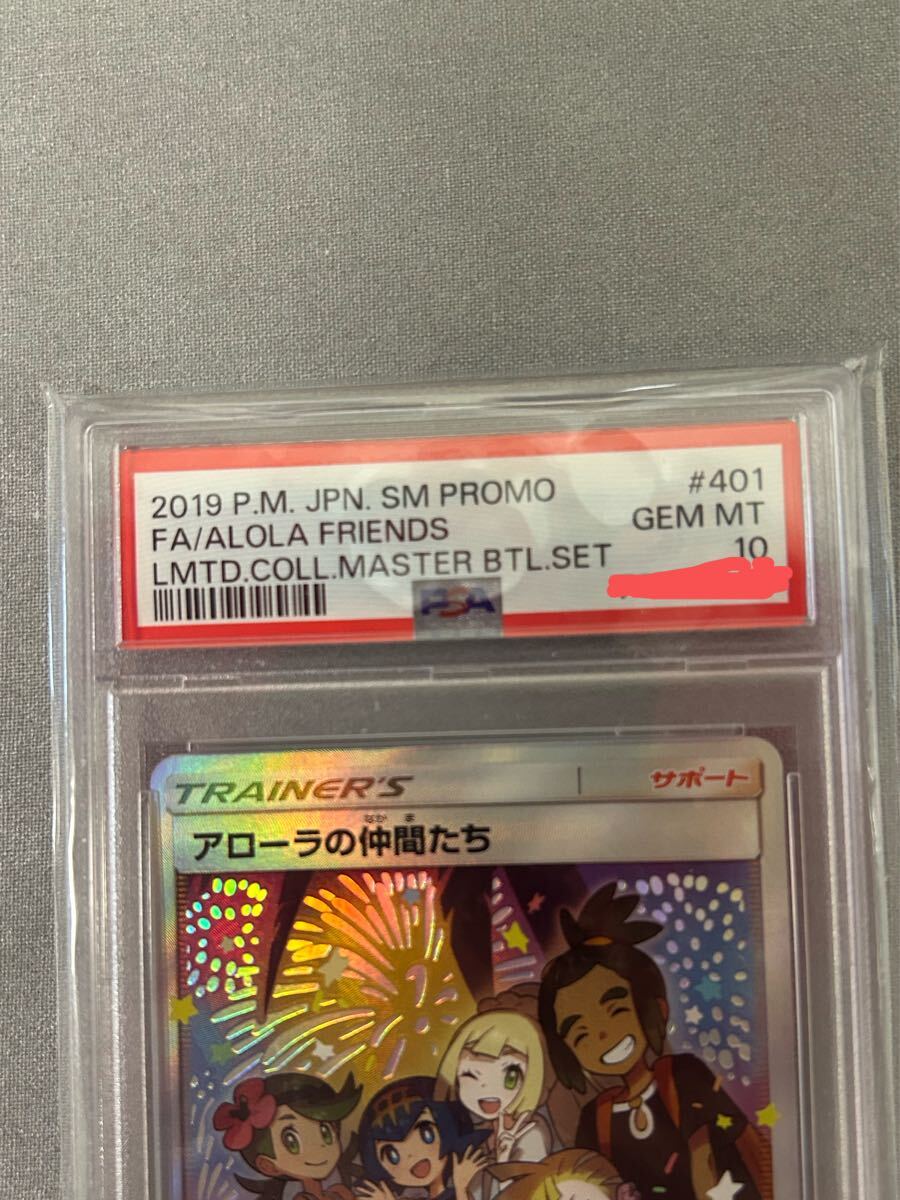 2019 P.M. JPN. SM PROMO #401
FA/ALOLA FRIENDS GEM MT
LMTD.COLL.MASTER BTL.SET 10
PSA
TRAINER'S サポート
なか ま
アローラの仲間たち